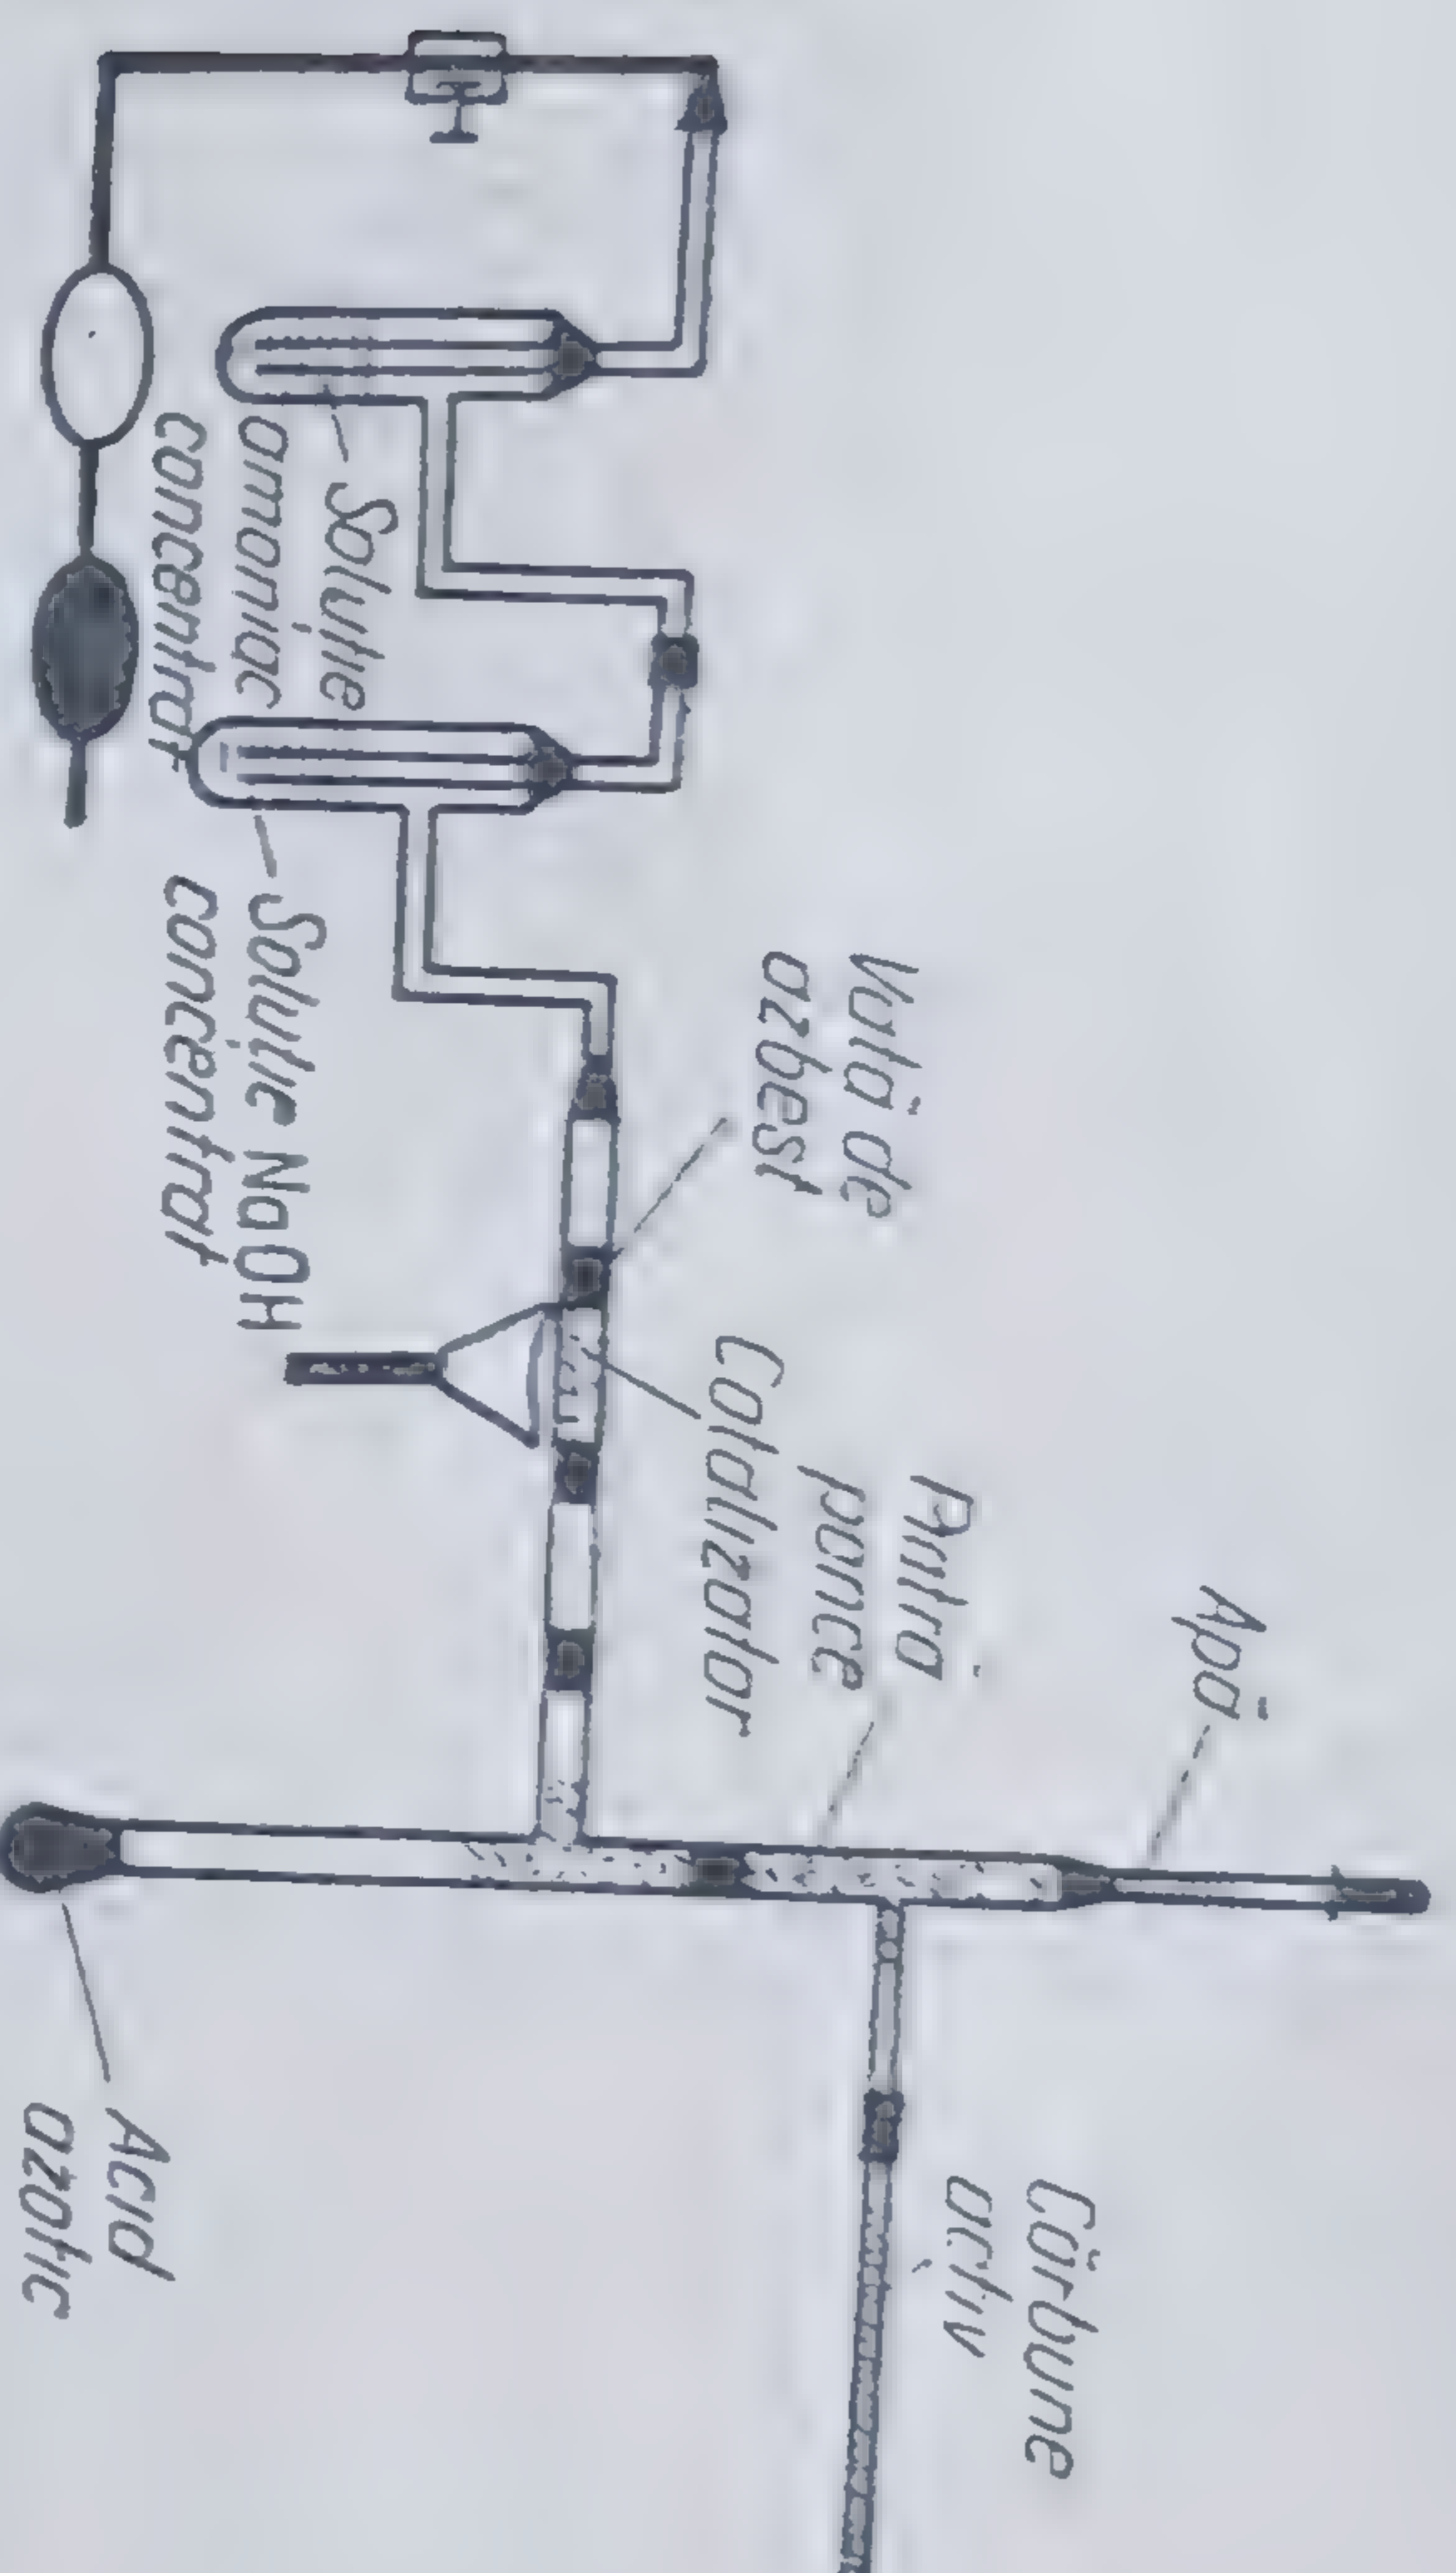 Soluție
amoniac
concentrat
Soluție NaOH
concentrat
Vată de
azbest
Catalizator
Piatră
ponce
Apă
Acid
azotic
Cărbune
activ